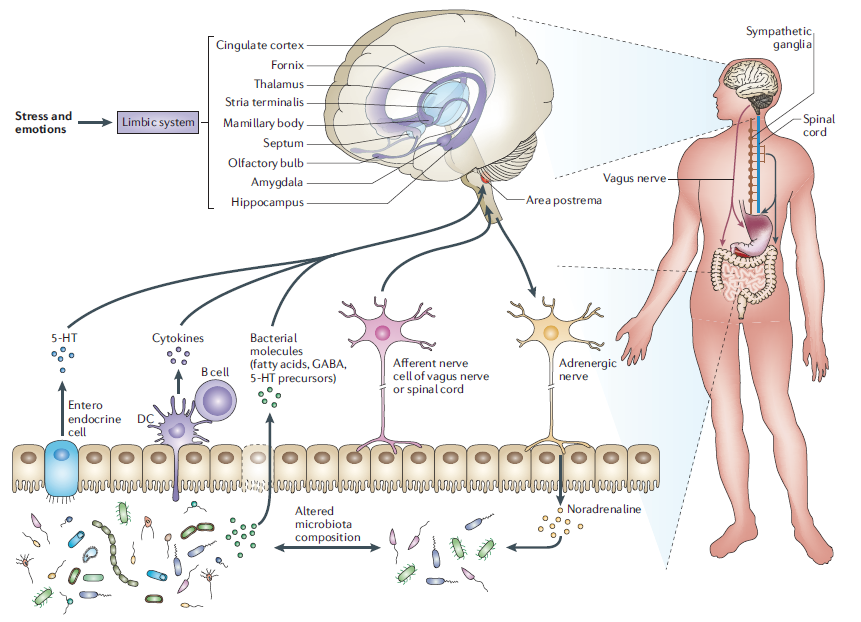 Cingulate cortex
Fornix
Thalamus
Stria terminalis
Mamillary body
Septum
Olfactory bulb
Amygdala
Hippocampus
Stress and
emotions
Limbic system
Area postrema
Sympathetic
ganglia
Spinal
cord
Vagus nerve
5-HT
Cytokines
Bacterial
molecules
(fatty acids, GABA,
5-HT precursors)
Afferent nerve
cell of vagus nerve
or spinal cord
Adrenergic
nerve
B cell
DC
Entero
endocrine
cell
Altered
microbiota
composition
Noradrenaline